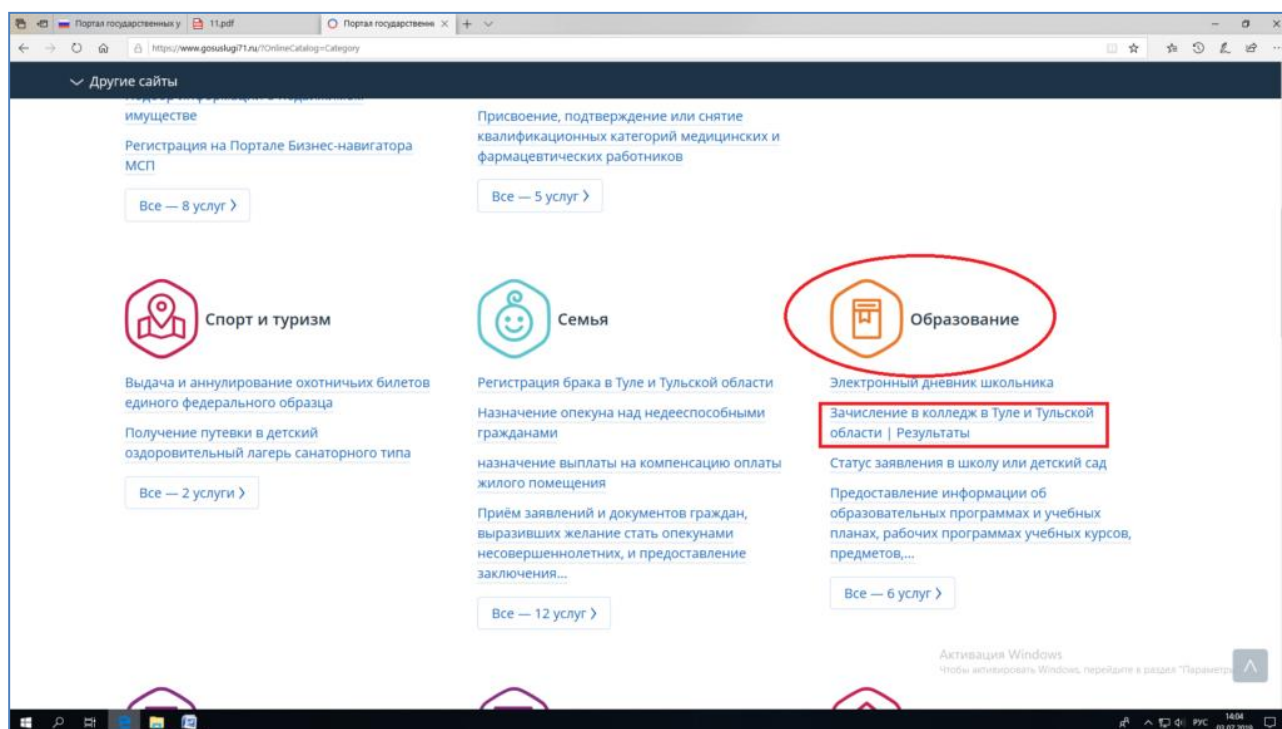 Портал государственных у
11.pdf
Портал государственн
https://www.gosuslugi71.ru/?OnlineCatalog=Category
Другие сайты
имуществе
Регистрация на Портале Бизнес-навигатора
МСП
Все — 8 услуг
Присвоение, подтверждение или снятие
квалификационных категорий медицинских и
фармацевтических работников
Все — 5 услуг
Спорт и туризм
Выдача и аннулирование охотничьих билетов
единого федерального образца
Получение путевки в детский
оздоровительный лагерь санаторного типа
Все — 2 услуги
Семья
Регистрация брака в Туле и Тульской области
Назначение опекуна над недееспособными
гражданами
назначение выплаты на компенсацию оплаты
жилого помещения
Приём заявлений и документов граждан,
выразивших желание стать опекунами
несовершеннолетних, и предоставление
заключения...
Все — 12 услуг
Образование
Электронный дневник школьника
Зачисление в колледж в Туле и Тульской
области | Результаты
Статус заявления в школу или детский сад
Предоставление информации об
образовательных программах и учебных
планах, рабочих программах учебных курсов,
предметов,...
Все — 6 услуг
Активация Windows
Чтобы активировать Windows, перейдите в раздел "Параметры
РУС
14:04
03.07.2019